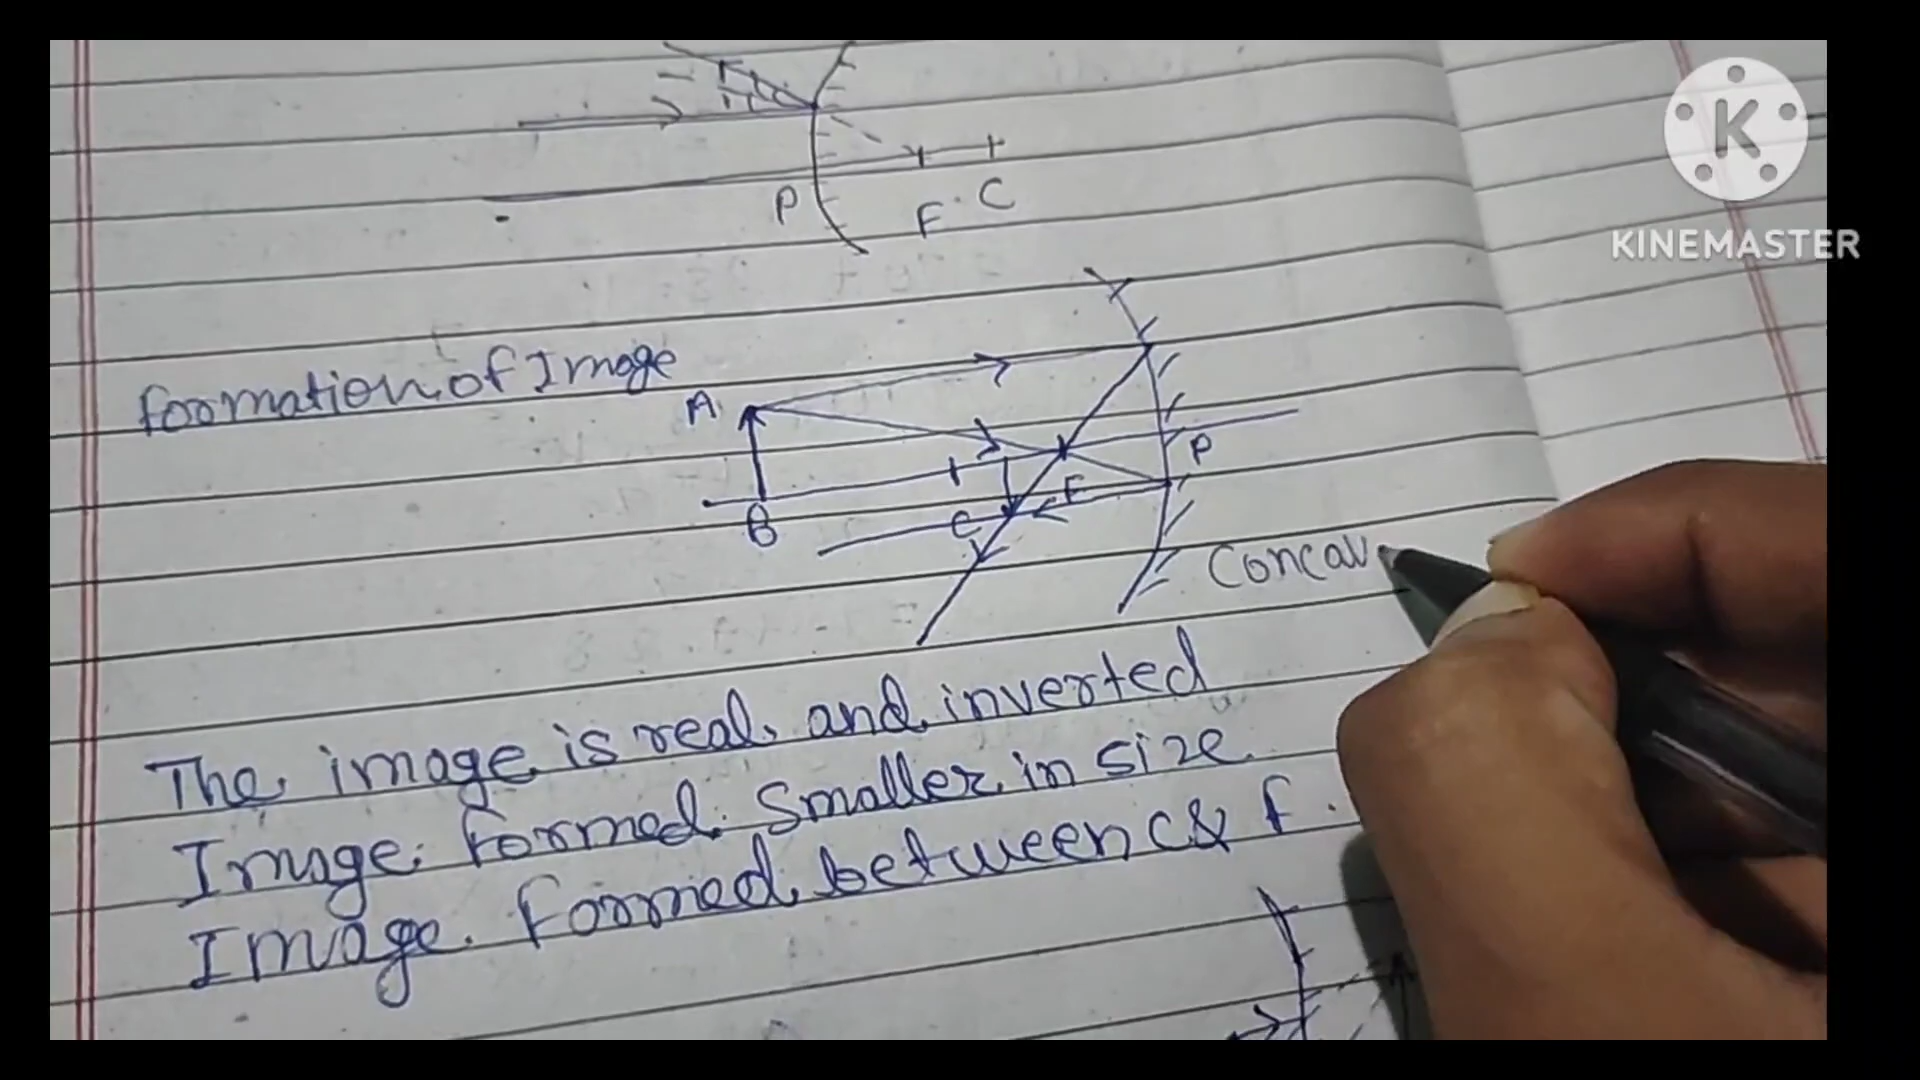 K
KINEMASTER
P
F
C
Formation of Image
A
B
C
F
P
Concav
The image is real and inverted
Image formed smaller in size
Image formed between C & F.